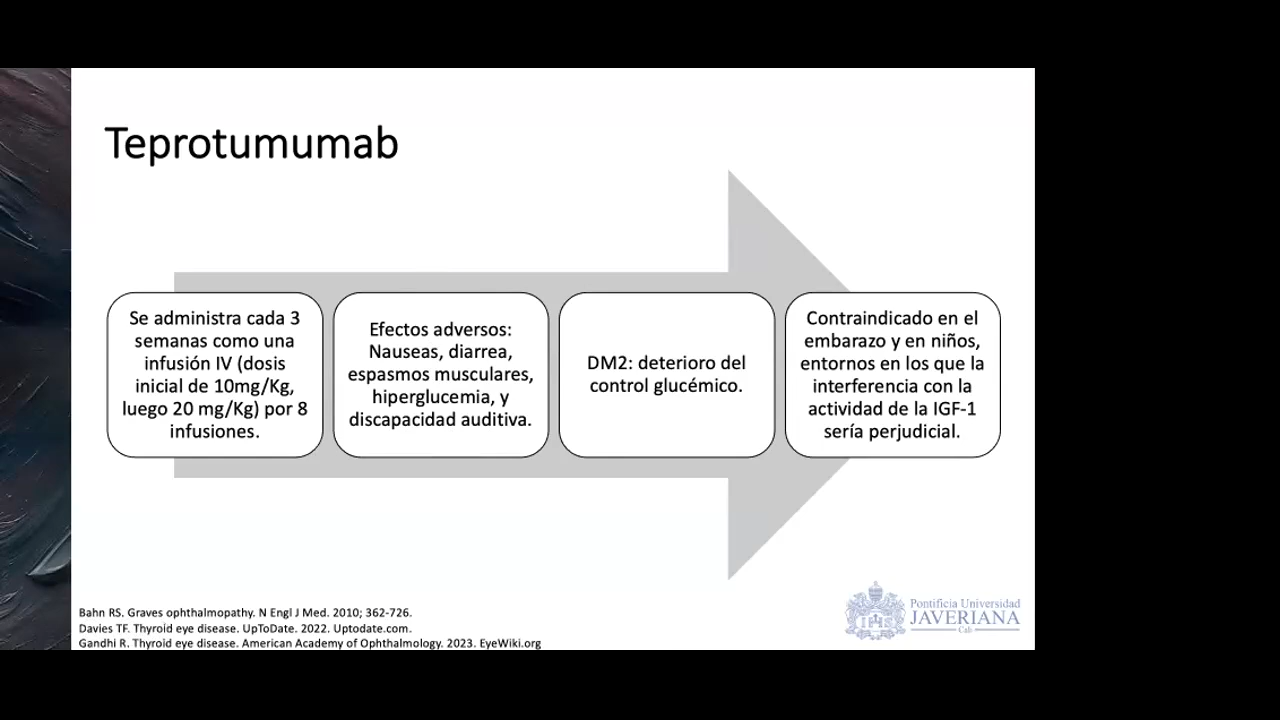 Teprotumumab
Se administra cada 3
semanas como una
infusión IV (dosis
inicial de 10mg/Kg,
luego 20 mg/Kg) por 8
infusiones.
Efectos adversos:
Nauseas, diarrea,
espasmos musculares,
hiperglucemia, y
discapacidad auditiva.
DM2: deterioro del
control glucémico.
Contraindicado en el
embarazo y en niños,
entornos en los que la
interferencia con la
actividad de la IGF-1
sería perjudicial.
Bahn RS. Graves ophthalmopathy. N Engl J Med. 2010; 362-726.
Davies TF. Thyroid eye disease. UpToDate. 2022. Uptodate.com.
Gandhi R. Thyroid eye disease. American Academy of Ophthalmology. 2023. EyeWiki.org
IHS
Pontificia Universidad
JAVERIANA
Cali